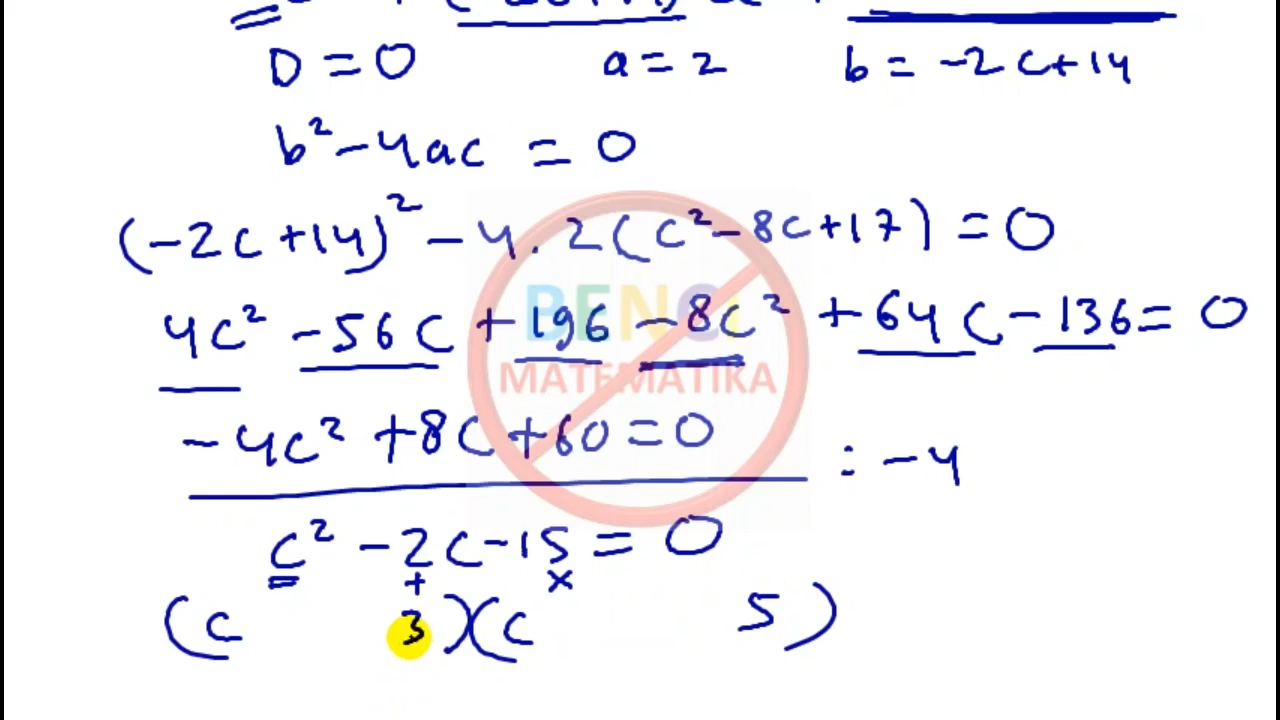 D = 0 a = 2 b = -2c+14
b² - 4ac = 0
(-2c+14)² - 4.2(c²-8c+17) = 0
4c² - 56c + 196 - 8c² + 64c - 136 = 0
BENCI
MATEMATIKA
-4c² + 8c + 60 = 0
: -4
c² - 2c - 15 = 0
+ x
(c 3)(c 5)